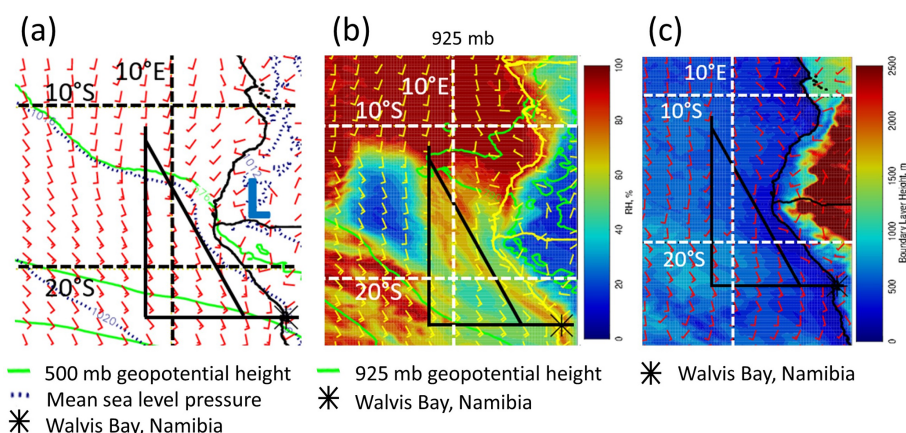 (a)
(b)
(c)
925 mb
10°E
10°S
20°S
1020
L
10°E
10°S
20°S
100
80
60
40
20
0
RH, %
10°E
10°S
20°S
2500
2000
1500
1000
500
0
Boundary Layer Height, m
500 mb geopotential height
Mean sea level pressure
Walvis Bay, Namibia
925 mb geopotential height
Walvis Bay, Namibia
Walvis Bay, Namibia